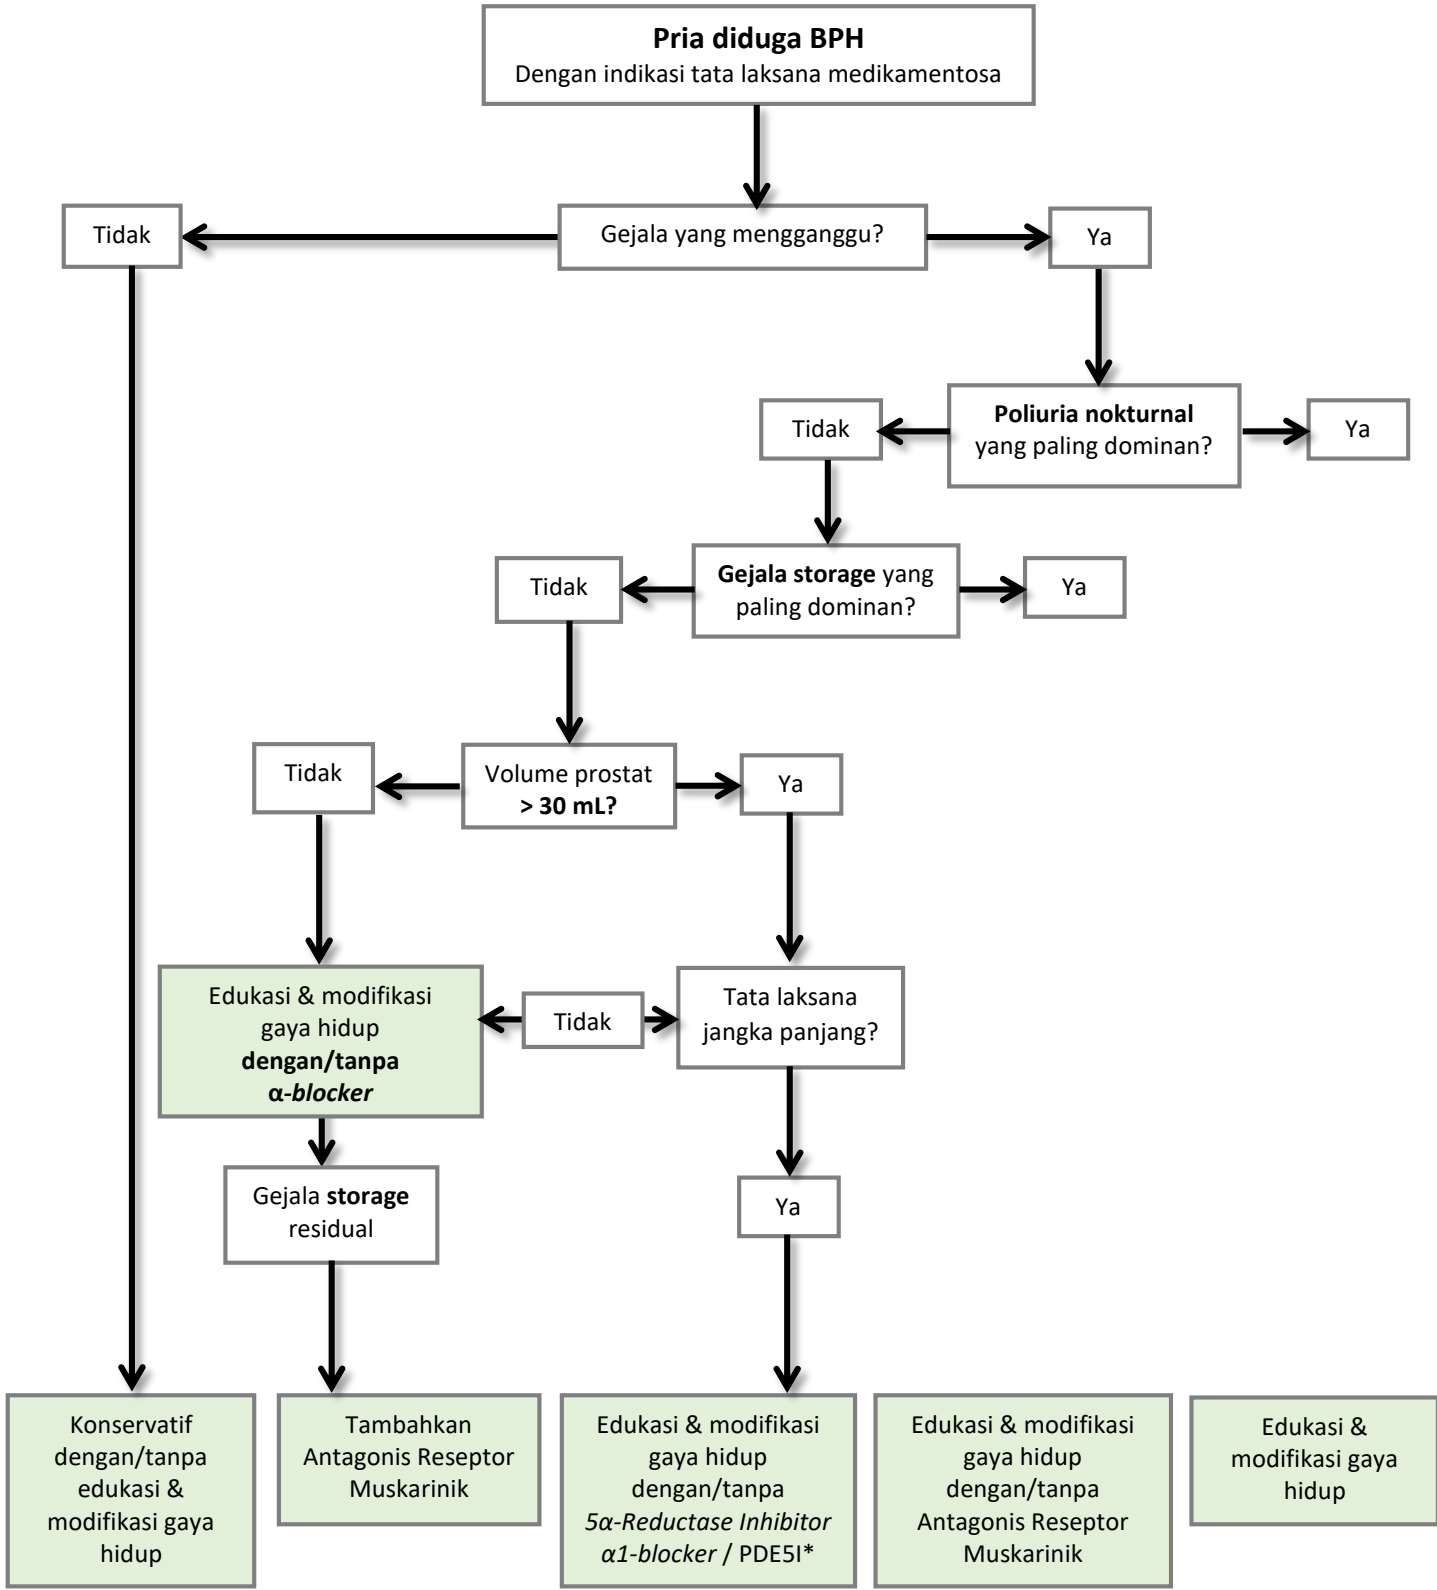 Pria diduga BPH
Dengan indikasi tata laksana medikamentosa
Tidak
Gejala yang mengganggu?
Ya
Tidak
Poliuria nokturnal
yang paling dominan?
Ya
Tidak
Gejala storage yang
paling dominan?
Ya
Tidak
Volume prostat
> 30 mL?
Ya
Edukasi & modifikasi
gaya hidup
dengan/tanpa
α-blocker
Tidak
Tata laksana
jangka panjang?
Gejala storage
residual
Ya
Konservatif
dengan/tanpa
edukasi &
modifikasi gaya
hidup
Tambahkan
Antagonis Reseptor
Muskarinik
Edukasi & modifikasi
gaya hidup
dengan/tanpa
5α-Reductase Inhibitor
α1-blocker / PDE5I*
Edukasi & modifikasi
gaya hidup
dengan/tanpa
Antagonis Reseptor
Muskarinik
Edukasi &
modifikasi gaya
hidup